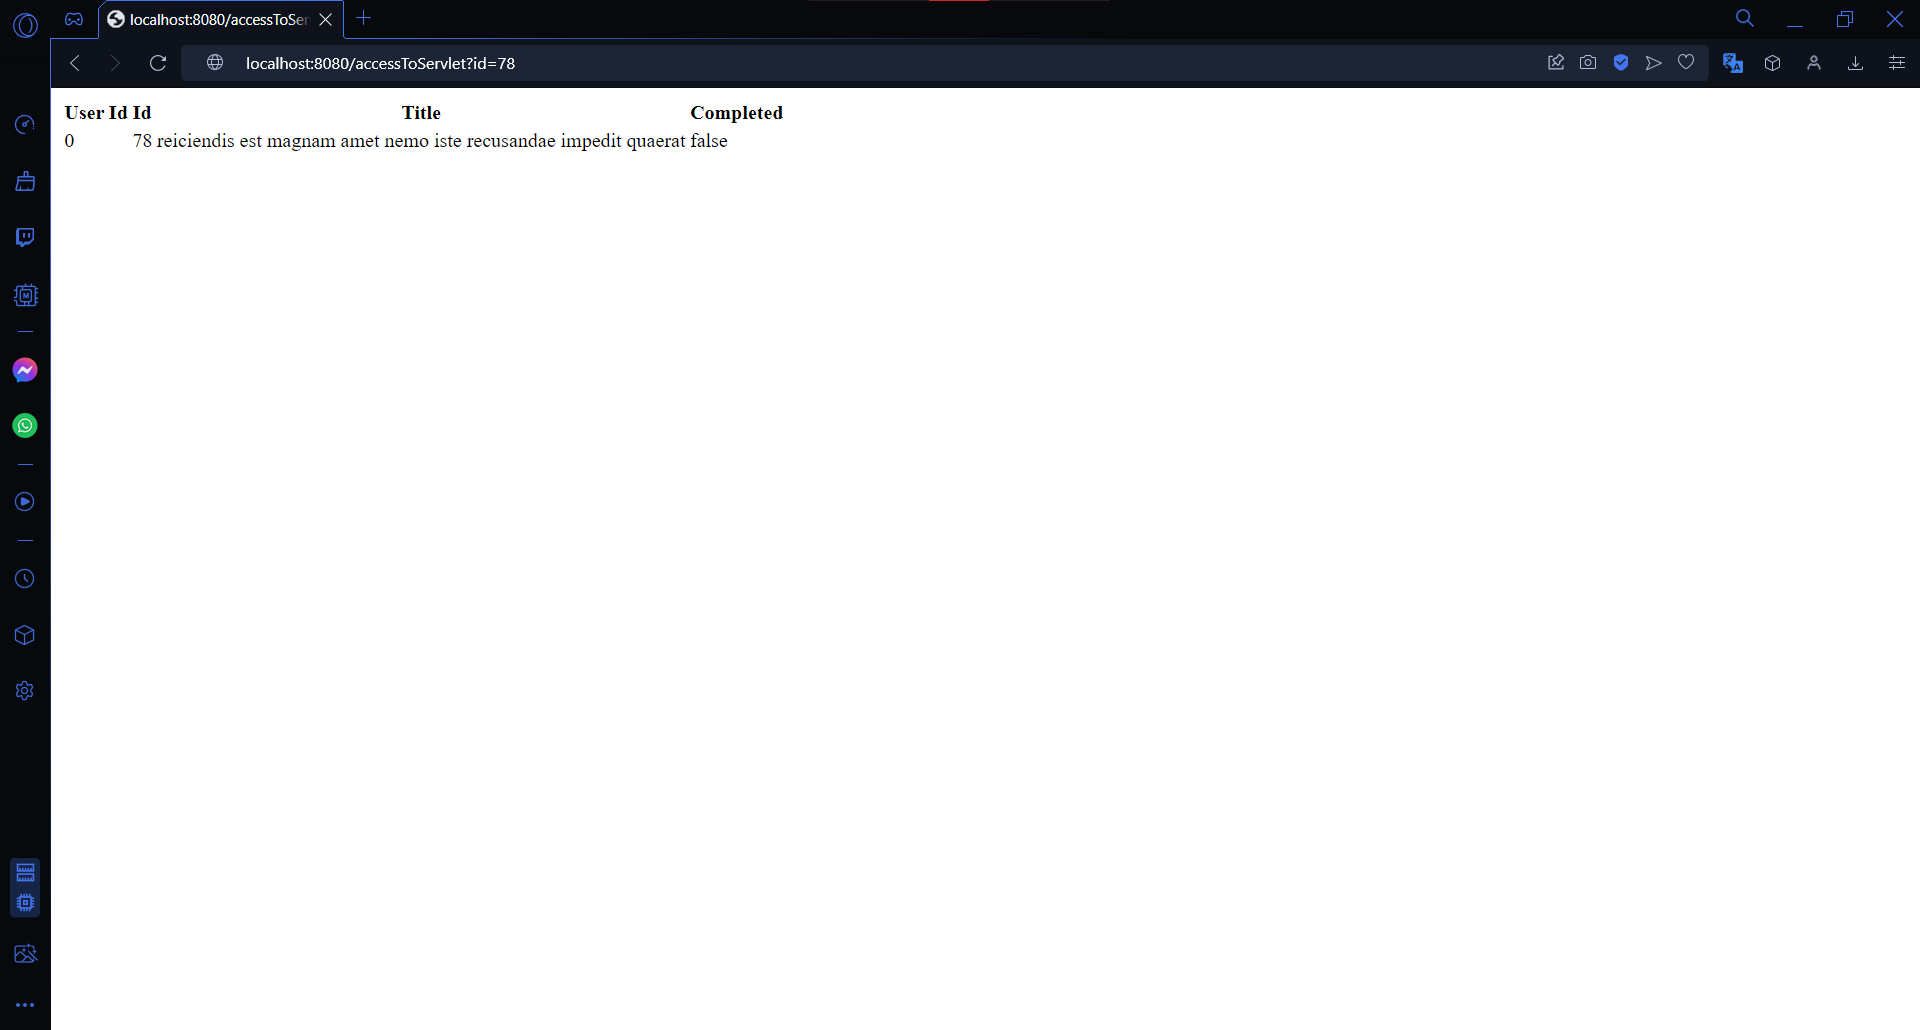 localhost:8080/accessToSer
localhost:8080/accessToServlet?id=78
User Id Id Title Completed
0 78 reiciendis est magnam amet nemo iste recusandae impedit quaerat false